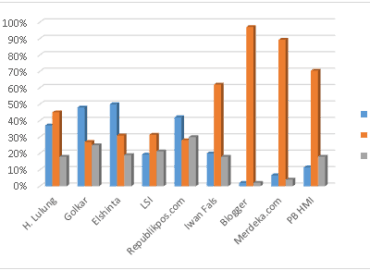 100%
90%
80%
70%
60%
50%
40%
30%
20%
10%
0%
H. Lulung
Golkar
Elshinta
LSI
Republikpos.com
Iwan Fals
Blogger
Merdeka.com
PB HMI